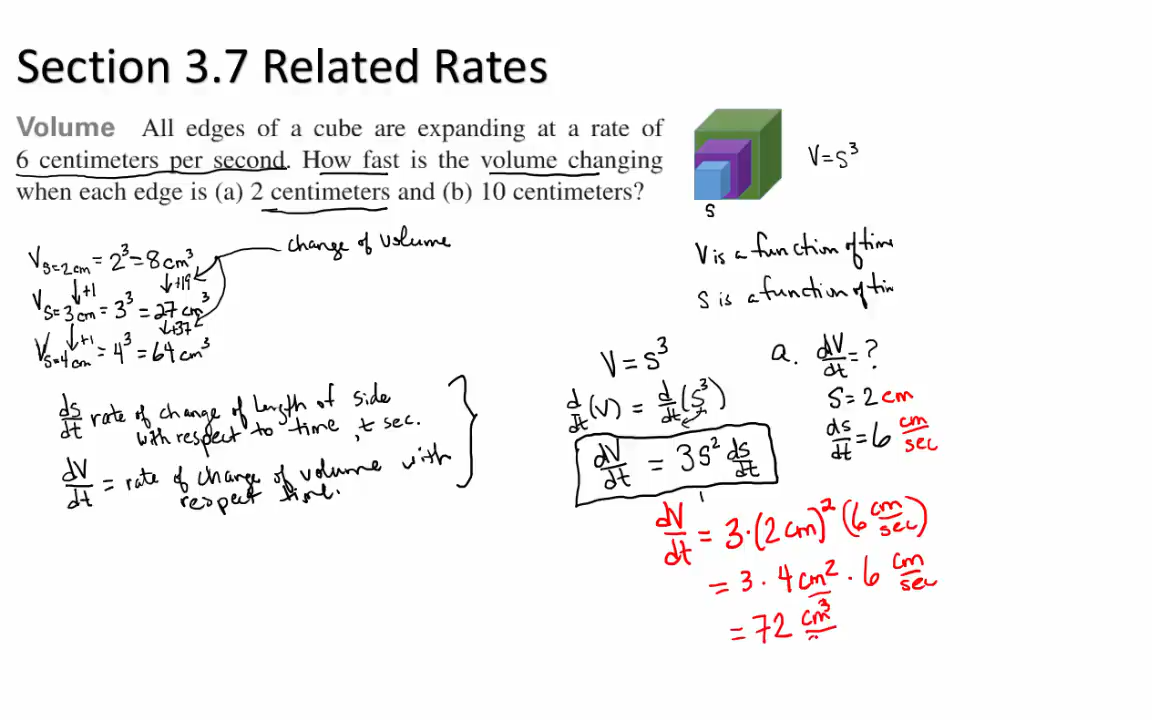 Section 3.7 Related Rates
Volume All edges of a cube are expanding at a rate of
6 centimeters per second. How fast is the volume changing
when each edge is (a) 2 centimeters and (b) 10 centimeters?
V=S³
S
V is a function of time
S is a function of tim
change of volume
V_{S=2cm} = 2³ = 8cm³
↓+1 ↓+19
V_{S=3cm} = 3³ = 27 cm³
↓+1 ↓+37
V_{S=4cm} = 4³ = 64 cm³
ds/dt rate of change of length of side
with respect to time, t sec.
dV/dt = rate of change of volume with
respect time.
V = S³
d/dt (V) = d/dt (S³)
dV/dt = 3S² ds/dt
a. dV/dt = ?
S = 2 cm
ds/dt = 6 cm/sec
dV/dt = 3·(2cm)² (6 cm/sec)
= 3 · 4cm² · 6 cm/sec
= 72 cm³